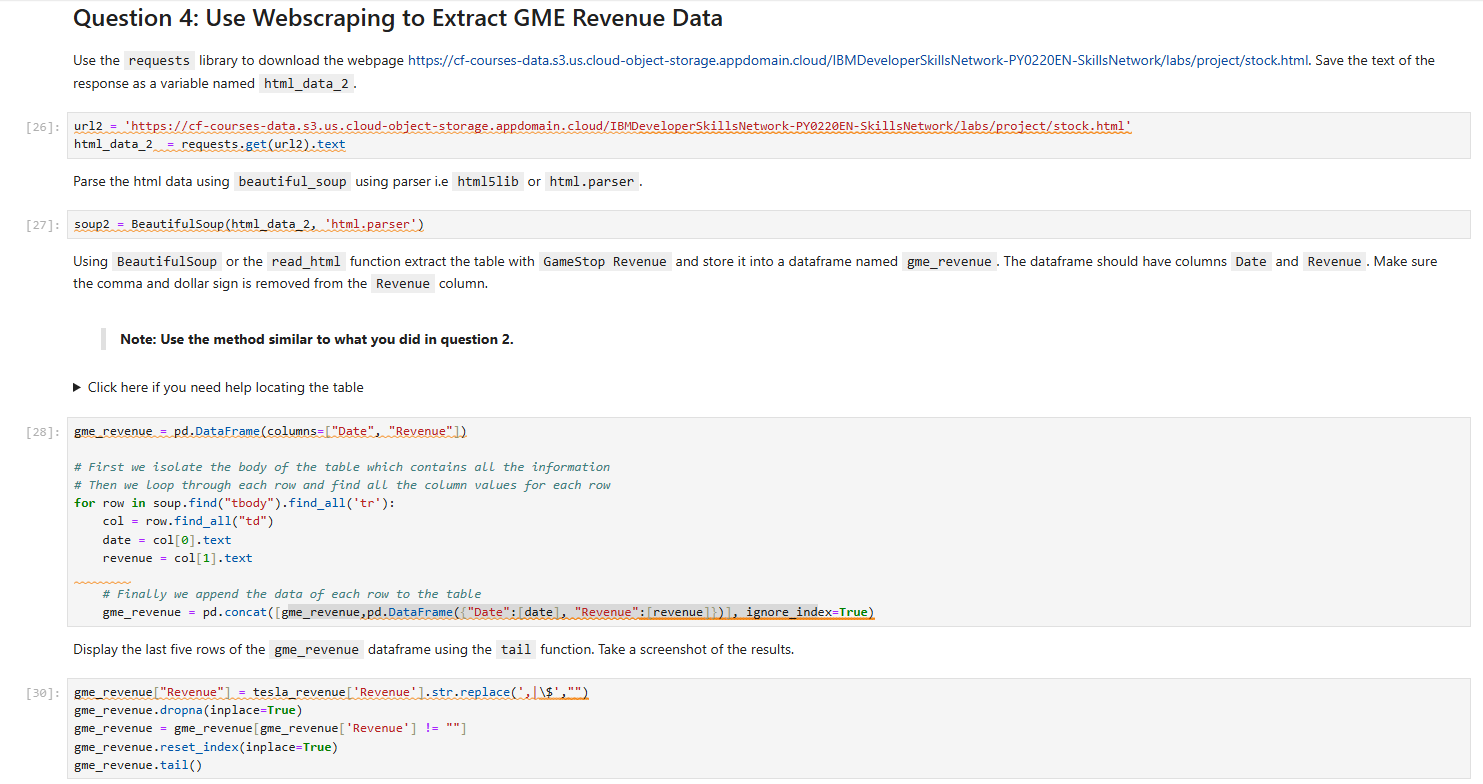 Question 4: Use Webscraping to Extract GME Revenue Data
Use the requests library to download the webpage https://cf-courses-data.s3.us.cloud-object-storage.appdomain.cloud/IBMDeveloperSkillsNetwork-PY0220EN-SkillsNetwork/labs/project/stock.html. Save the text of the
response as a variable named html_data_2.
[26]: url2 = 'https://cf-courses-data.s3.us.cloud-object-storage.appdomain.cloud/IBMDeveloperSkillsNetwork-PY0220EN-SkillsNetwork/labs/project/stock.html'
html_data_2  = requests.get(url2).text
Parse the html data using beautiful_soup using parser i.e html5lib or html.parser.
[27]: soup2 = BeautifulSoup(html_data_2, 'html.parser')
Using BeautifulSoup or the read_html function extract the table with GameStop Revenue and store it into a dataframe named gme_revenue. The dataframe should have columns Date and Revenue. Make sure
the comma and dollar sign is removed from the Revenue column.
Note: Use the method similar to what you did in question 2.
▶ Click here if you need help locating the table
[28]: gme_revenue = pd.DataFrame(columns=["Date", "Revenue"])
# First we isolate the body of the table which contains all the information
# Then we loop through each row and find all the column values for each row
for row in soup.find("tbody").find_all('tr'):
    col = row.find_all("td")
    date = col[0].text
    revenue = col[1].text
    # Finally we append the data of each row to the table
    gme_revenue = pd.concat([gme_revenue,pd.DataFrame({"Date":[date], "Revenue":[revenue]})], ignore_index=True)
Display the last five rows of the gme_revenue dataframe using the tail function. Take a screenshot of the results.
[30]: gme_revenue["Revenue"] = tesla_revenue['Revenue'].str.replace(',|\$',"")
gme_revenue.dropna(inplace=True)
gme_revenue = gme_revenue[gme_revenue['Revenue'] != ""]
gme_revenue.reset_index(inplace=True)
gme_revenue.tail()